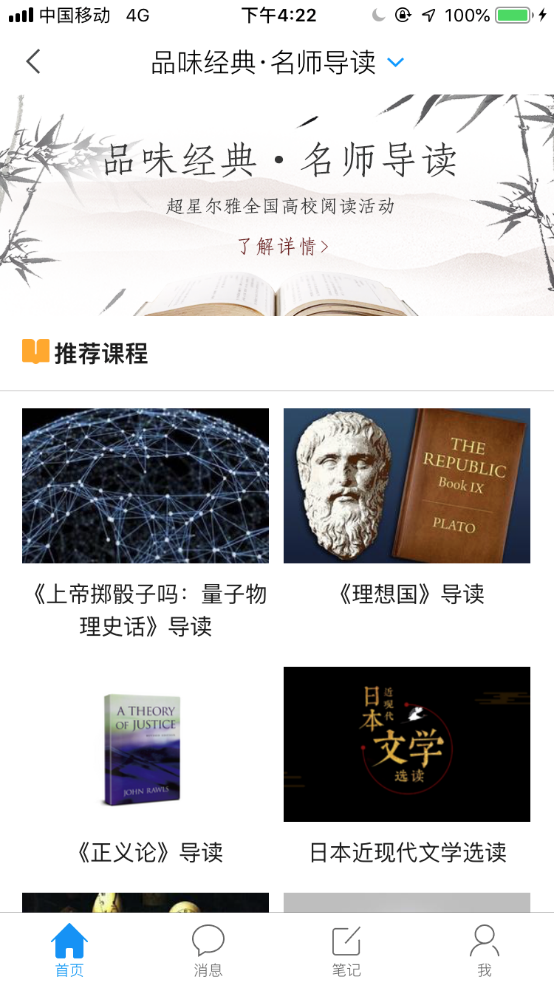 中国移动 4G 下午4:22 100%
品味经典·名师导读
品味经典·名师导读
超星尔雅全国高校阅读活动
了解详情>
推荐课程
THE
REPUBLIC
Book IX
PLATO
《上帝掷骰子吗：量子物
理史话》导读
《理想国》导读
A THEORY
OF JUSTICE
JOHN RAWLS
近现代
日本
文学
选读
《正义论》导读
日本近现代文学选读
首页 消息 笔记 我